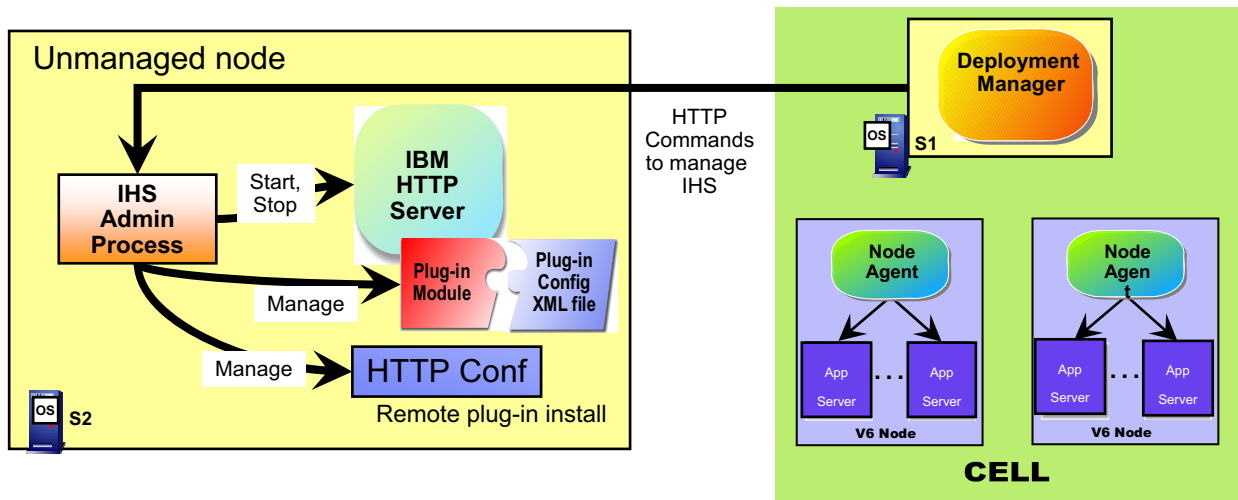 Unmanaged node
IHS
Admin
Process
Start,
Stop
IBM
HTTP
Server
Plug-in
Module
Plug-in
Config
XML file
Manage
Manage
HTTP Conf
Remote plug-in install
OS
S2
HTTP
Commands
to manage
IHS
Deployment
Manager
OS
S1
Node
Agent
App
Server
. . .
App
Server
V6 Node
Node
Agen
t
App
Server
. . .
App
Server
V6 Node
CELL